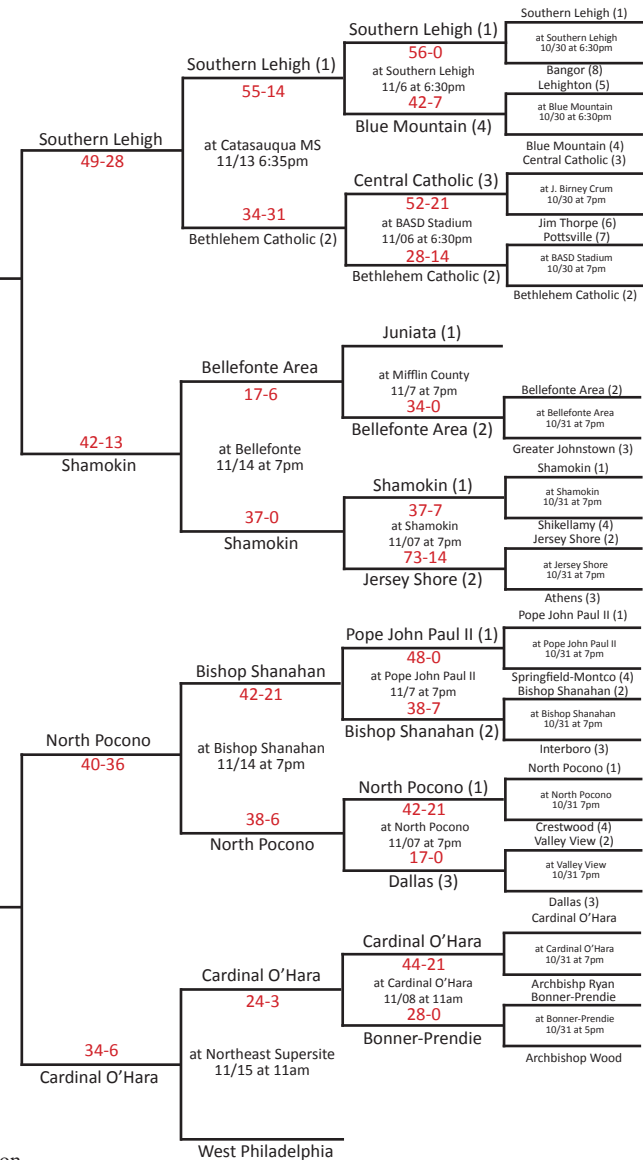 Southern Lehigh (1)
at Southern Lehigh
10/30 at 6:30pm
Bangor (8)
Lehighton (5)
at Blue Mountain
10/30 at 6:30pm
Blue Mountain (4)
Central Catholic (3)
at J. Birney Crum
10/30 at 7pm
Jim Thorpe (6)
Pottsville (7)
at BASD Stadium
10/30 at 7pm
Bethlehem Catholic (2)
Southern Lehigh (1)
56-0
at Southern Lehigh
11/6 at 6:30pm
42-7
Blue Mountain (4)
Central Catholic (3)
52-21
at BASD Stadium
11/06 at 6:30pm
28-14
Bethlehem Catholic (2)
Southern Lehigh (1)
55-14
at Catasauqua MS
11/13 6:35pm
34-31
Bethlehem Catholic (2)
Southern Lehigh
49-28
Juniata (1)
at Mifflin County
11/7 at 7pm
34-0
Bellefonte Area (2)
Bellefonte Area (2)
at Bellefonte Area
10/31 at 7pm
Greater Johnstown (3)
Shamokin (1)
at Shamokin
10/31 at 7pm
Shikellamy (4)
Jersey Shore (2)
at Jersey Shore
10/31 at 7pm
Athens (3)
Shamokin (1)
37-7
at Shamokin
11/07 at 7pm
73-14
Jersey Shore (2)
Bellefonte Area
17-6
at Bellefonte
11/14 at 7pm
37-0
Shamokin
42-13
Shamokin
Pope John Paul II (1)
at Pope John Paul II
10/31 at 7pm
Springfield-Montco (4)
Bishop Shanahan (2)
at Bishop Shanahan
10/31 at 7pm
Interboro (3)
Pope John Paul II (1)
48-0
at Pope John Paul II
11/7 at 7pm
38-7
Bishop Shanahan (2)
North Pocono (1)
at North Pocono
10/31 7pm
Crestwood (4)
Valley View (2)
at Valley View
10/31 7pm
Dallas (3)
North Pocono (1)
42-21
at North Pocono
11/07 at 7pm
17-0
Dallas (3)
Bishop Shanahan
42-21
at Bishop Shanahan
11/14 at 7pm
38-6
North Pocono
North Pocono
40-36
Cardinal O'Hara
at Cardinal O'Hara
10/31 at 7pm
Archbishp Ryan
Bonner-Prendie
at Bonner-Prendie
10/31 at 5pm
Archbishop Wood
Cardinal O'Hara
44-21
at Cardinal O'Hara
11/08 at 11am
28-0
Bonner-Prendie
Cardinal O'Hara
24-3
at Northeast Supersite
11/15 at 11am
West Philadelphia
34-6
Cardinal O'Hara
on